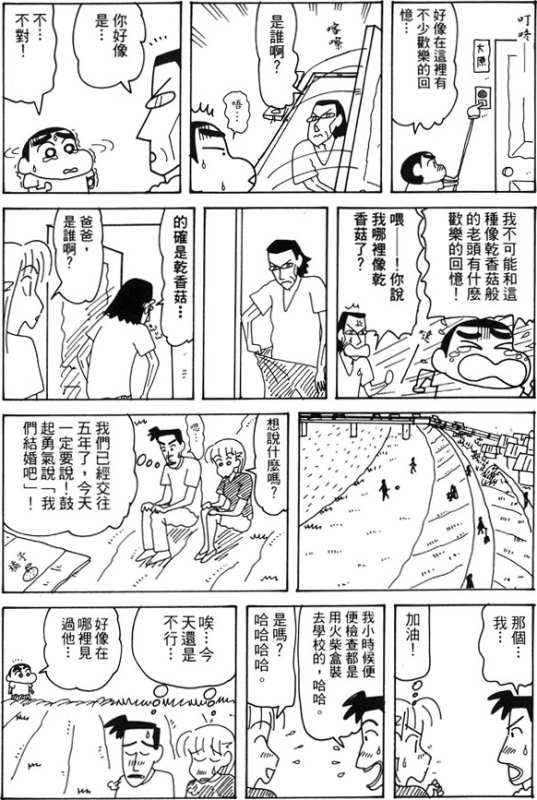 叮咚
大原
好像在這裡有
不少歡樂的回
憶…
喀嚓
是誰啊？
唔…
你好像
是…
不…
不對！
我不可能和這
種像乾香菇般
的老頭有什麼
歡樂的回憶！
喂──！你說
我哪裡像乾
香菇了？
的確是乾香菇…
爸爸，
是誰啊？
想說什麼嗎？
嗯…
我們已經交往
五年了，今天
一定要說！鼓
起勇氣說「我
們結婚吧」！
橘子
那個…
我…
加油！
我小時候便
便檢查都是
用火柴盒裝
去學校的，哈哈。
是嗎？
哈哈哈哈。
唉…今
天還是
不行…
好像在
哪裡見
過他…